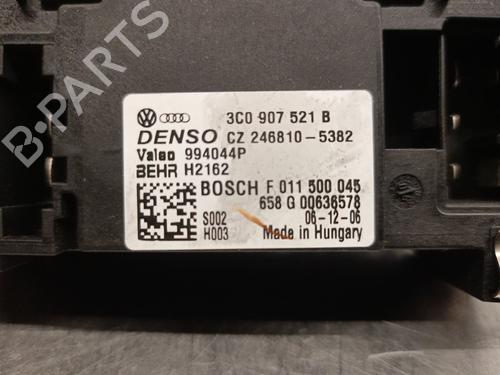 3C0 907 521 B
DENSO CZ 246810-5382
Valeo 994044P
BEHR H2162
BOSCH F 011 500 045
658 G 00636578
S002 06-12-06
H003 Made in Hungary
B-PARTS